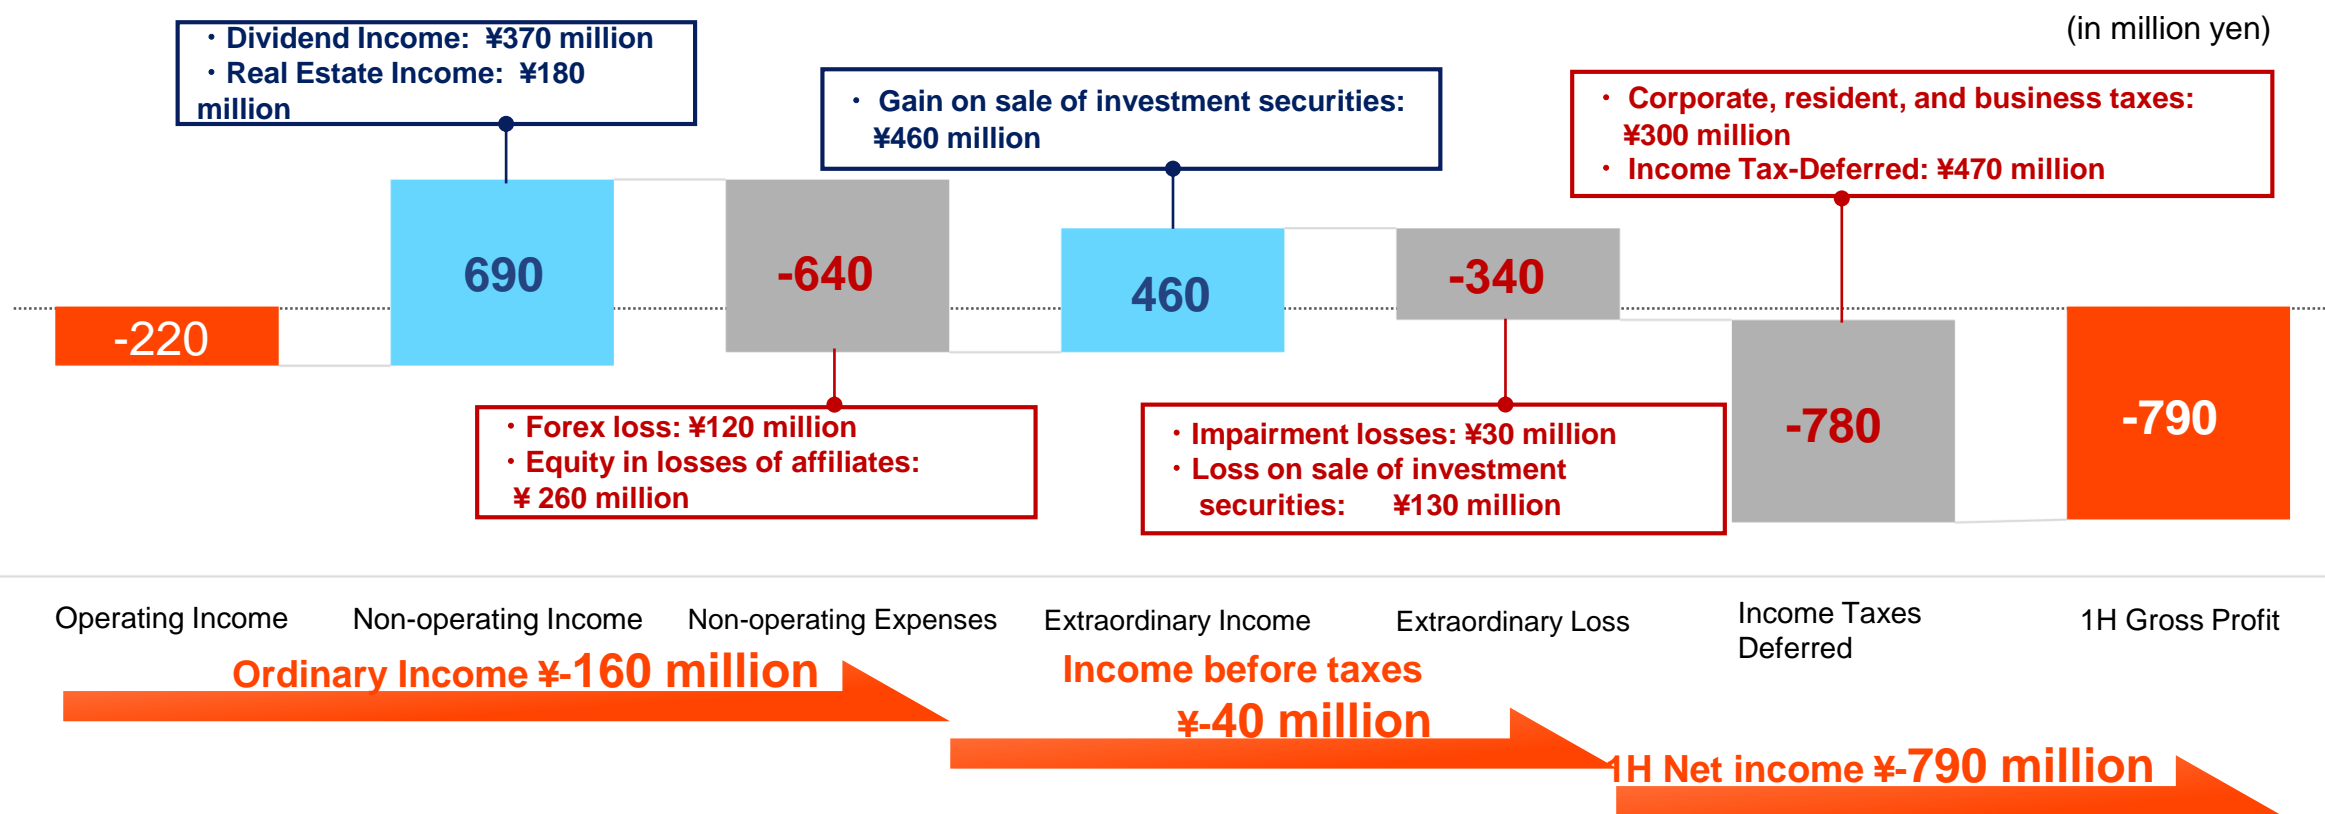 (in million yen)
・Dividend Income: ¥370 million
・Real Estate Income: ¥180
million
・ Gain on sale of investment securities:
¥460 million
・ Corporate, resident, and business taxes:
¥300 million
・ Income Tax-Deferred: ¥470 million
-220
690
-640
460
-340
-780
-790
・Forex loss: ¥120 million
・Equity in losses of affiliates:
¥ 260 million
・Impairment losses: ¥30 million
・Loss on sale of investment
securities: ¥130 million
Operating Income
Non-operating Income
Non-operating Expenses
Extraordinary Income
Extraordinary Loss
Income Taxes
Deferred
1H Gross Profit
Ordinary Income ¥-160 million
Income before taxes
¥-40 million
1H Net income ¥-790 million